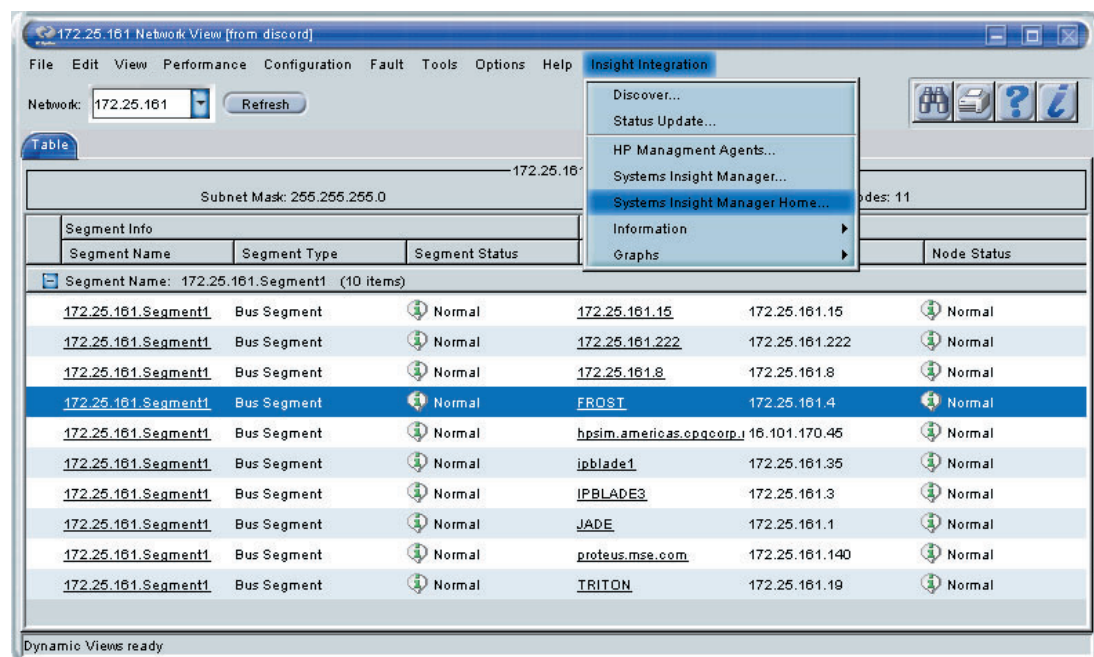 172.25.161 Network View [from discord]
File Edit View Performance Configuration Fault Tools Options Help Insight Integration
Network: 172.25.161 Refresh
Discover...
Status Update...
HP Managment Agents...
Systems Insight Manager...
Systems Insight Manager Home...
Information
Graphs
Table
Subnet Mask: 255.255.255.0 11
Segment Info
Segment Name Segment Type Segment Status Node Status
Segment Name: 172.25.161.Segment1 (10 items)
172.25.161.Segment1 Bus Segment Normal 172.25.161.15 172.25.161.15 Normal
172.25.161.Segment1 Bus Segment Normal 172.25.161.222 172.25.161.222 Normal
172.25.161.Segment1 Bus Segment Normal 172.25.161.8 172.25.161.8 Normal
172.25.161.Segment1 Bus Segment Normal FROST 172.25.161.4 Normal
172.25.161.Segment1 Bus Segment Normal hpsim.americas.cpqcorp. 16.101.170.45 Normal
172.25.161.Segment1 Bus Segment Normal ipblade1 172.25.161.35 Normal
172.25.161.Segment1 Bus Segment Normal IPBLADE3 172.25.161.3 Normal
172.25.161.Segment1 Bus Segment Normal JADE 172.25.161.1 Normal
172.25.161.Segment1 Bus Segment Normal proteus.mse.com 172.25.161.140 Normal
172.25.161.Segment1 Bus Segment Normal TRITON 172.25.161.19 Normal
Dynamic Views ready